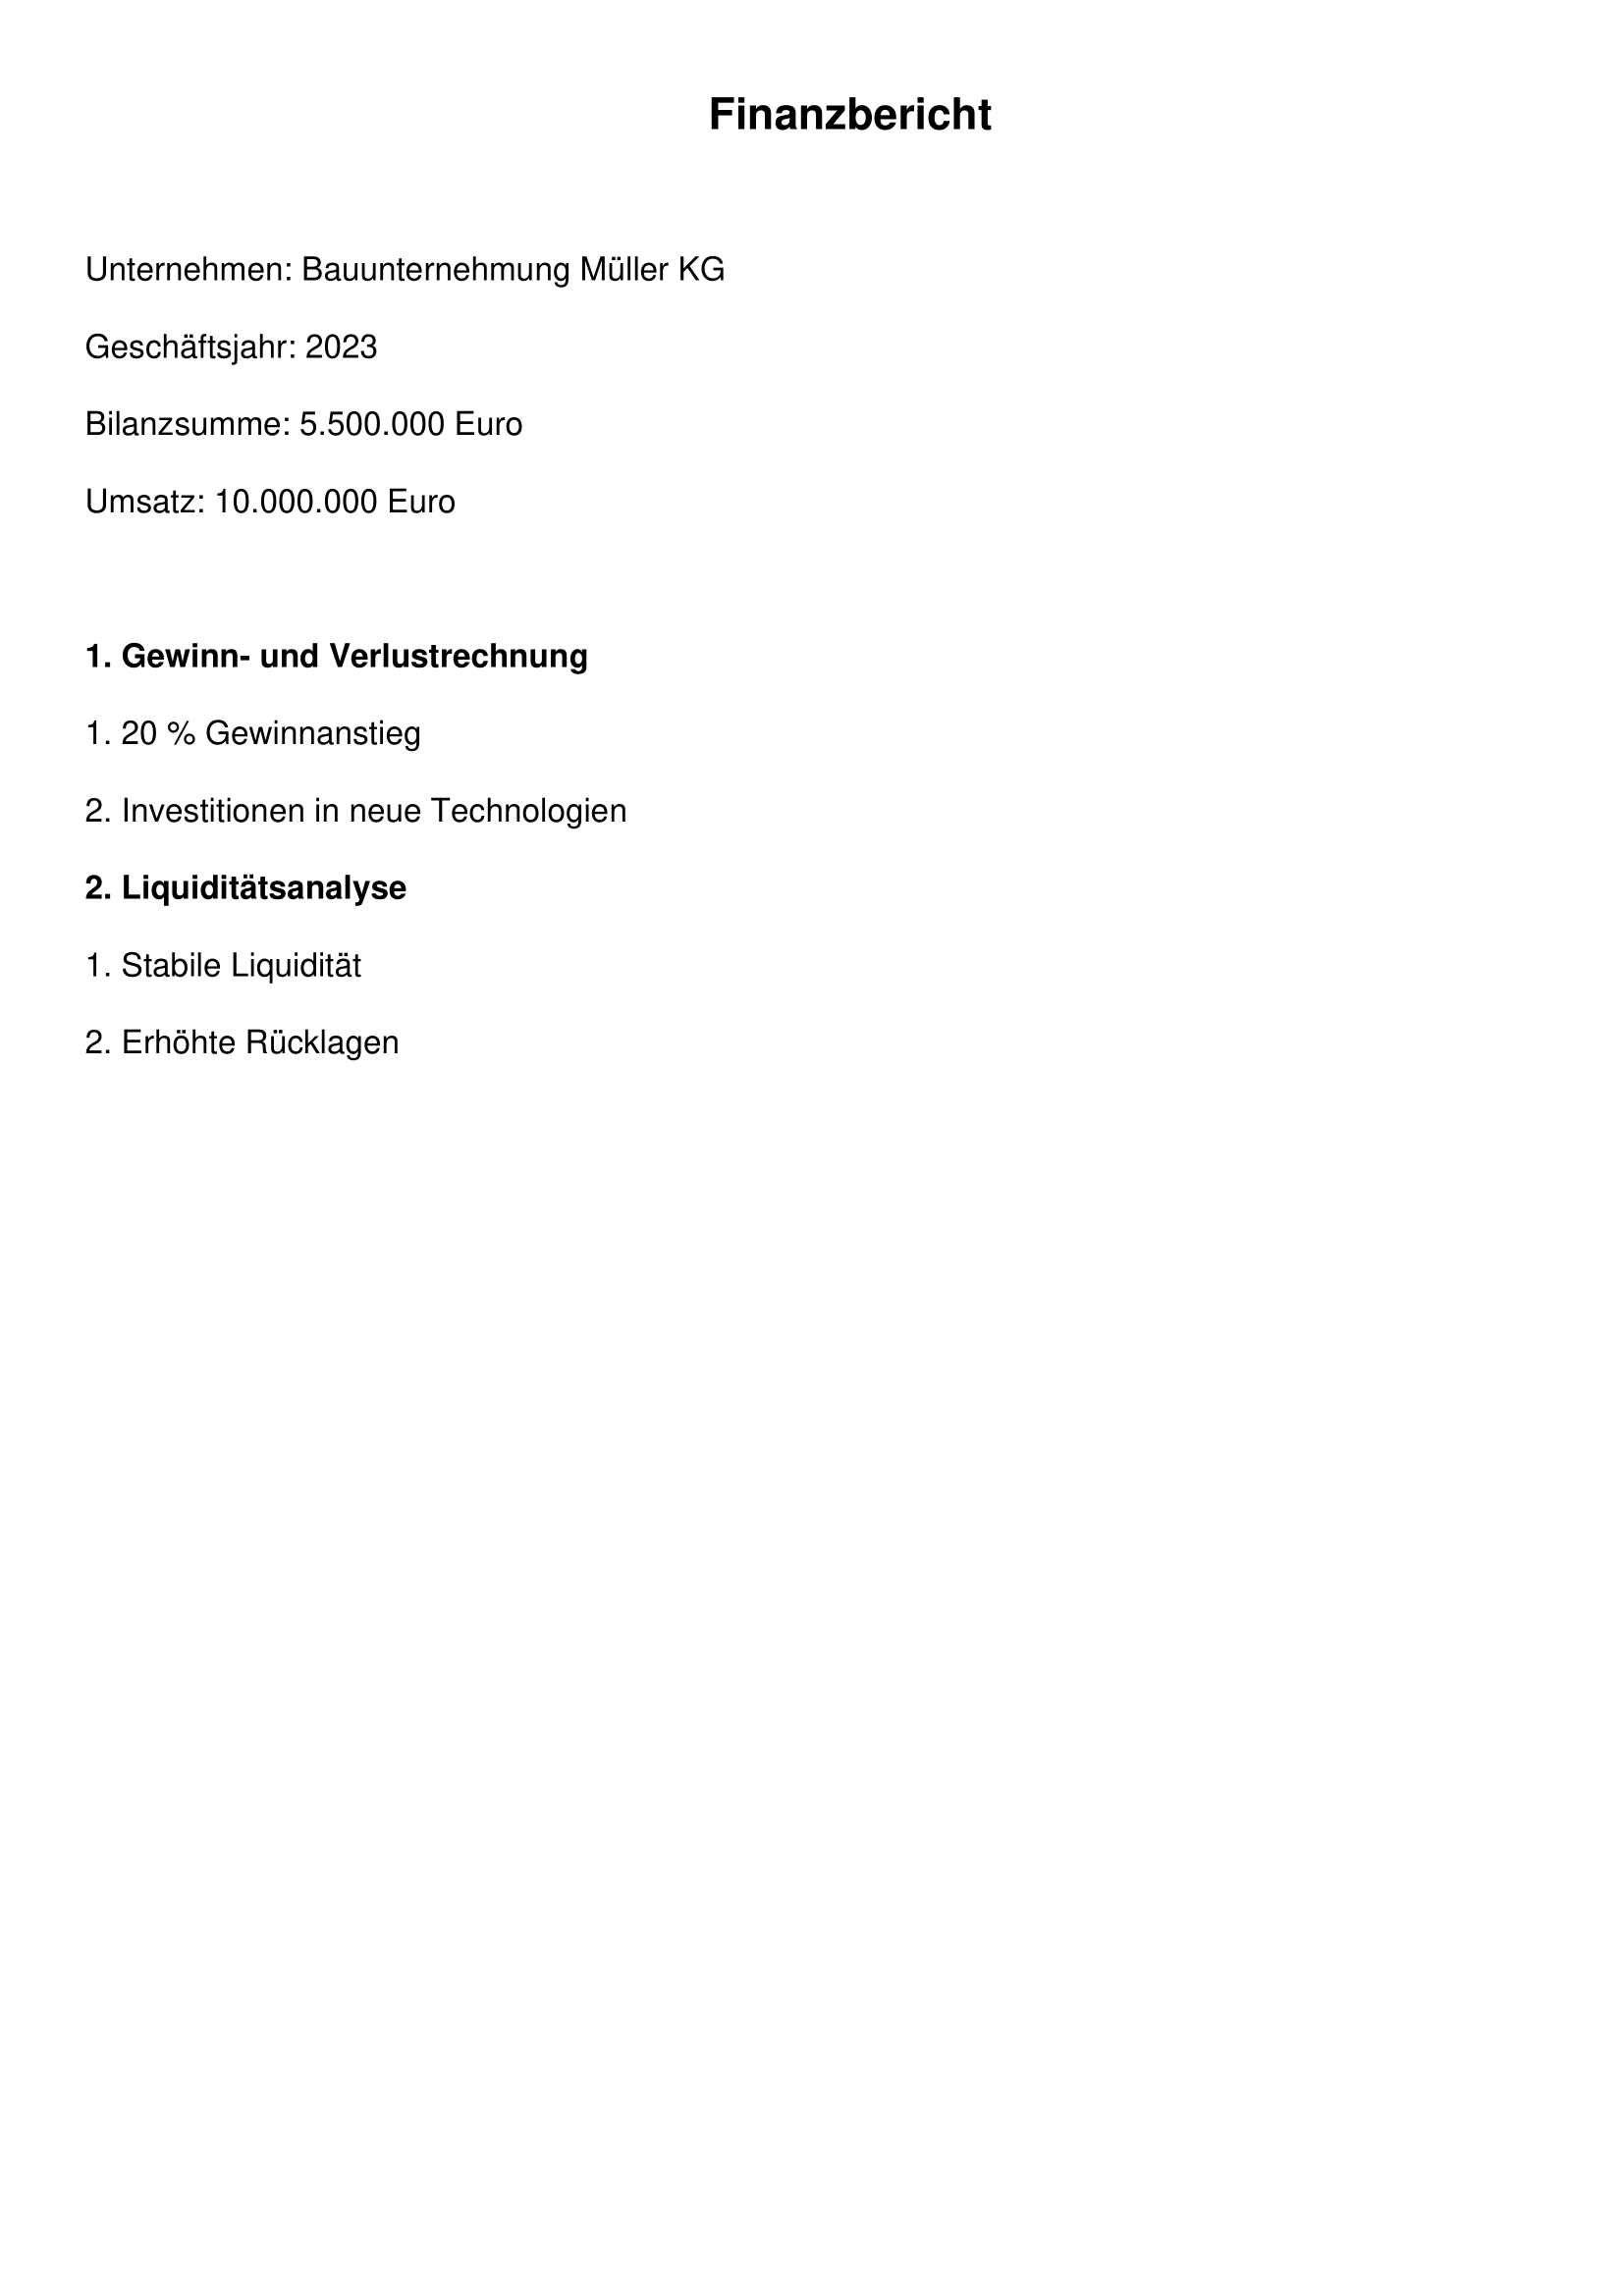 Finanzbericht
Unternehmen: Bauunternehmung Müller KG
Geschäftsjahr: 2023
Bilanzsumme: 5.500.000 Euro
Umsatz: 10.000.000 Euro
1. Gewinn- und Verlustrechnung
1. 20 % Gewinnanstieg
2. Investitionen in neue Technologien
2. Liquiditätsanalyse
1. Stabile Liquidität
2. Erhöhte Rücklagen